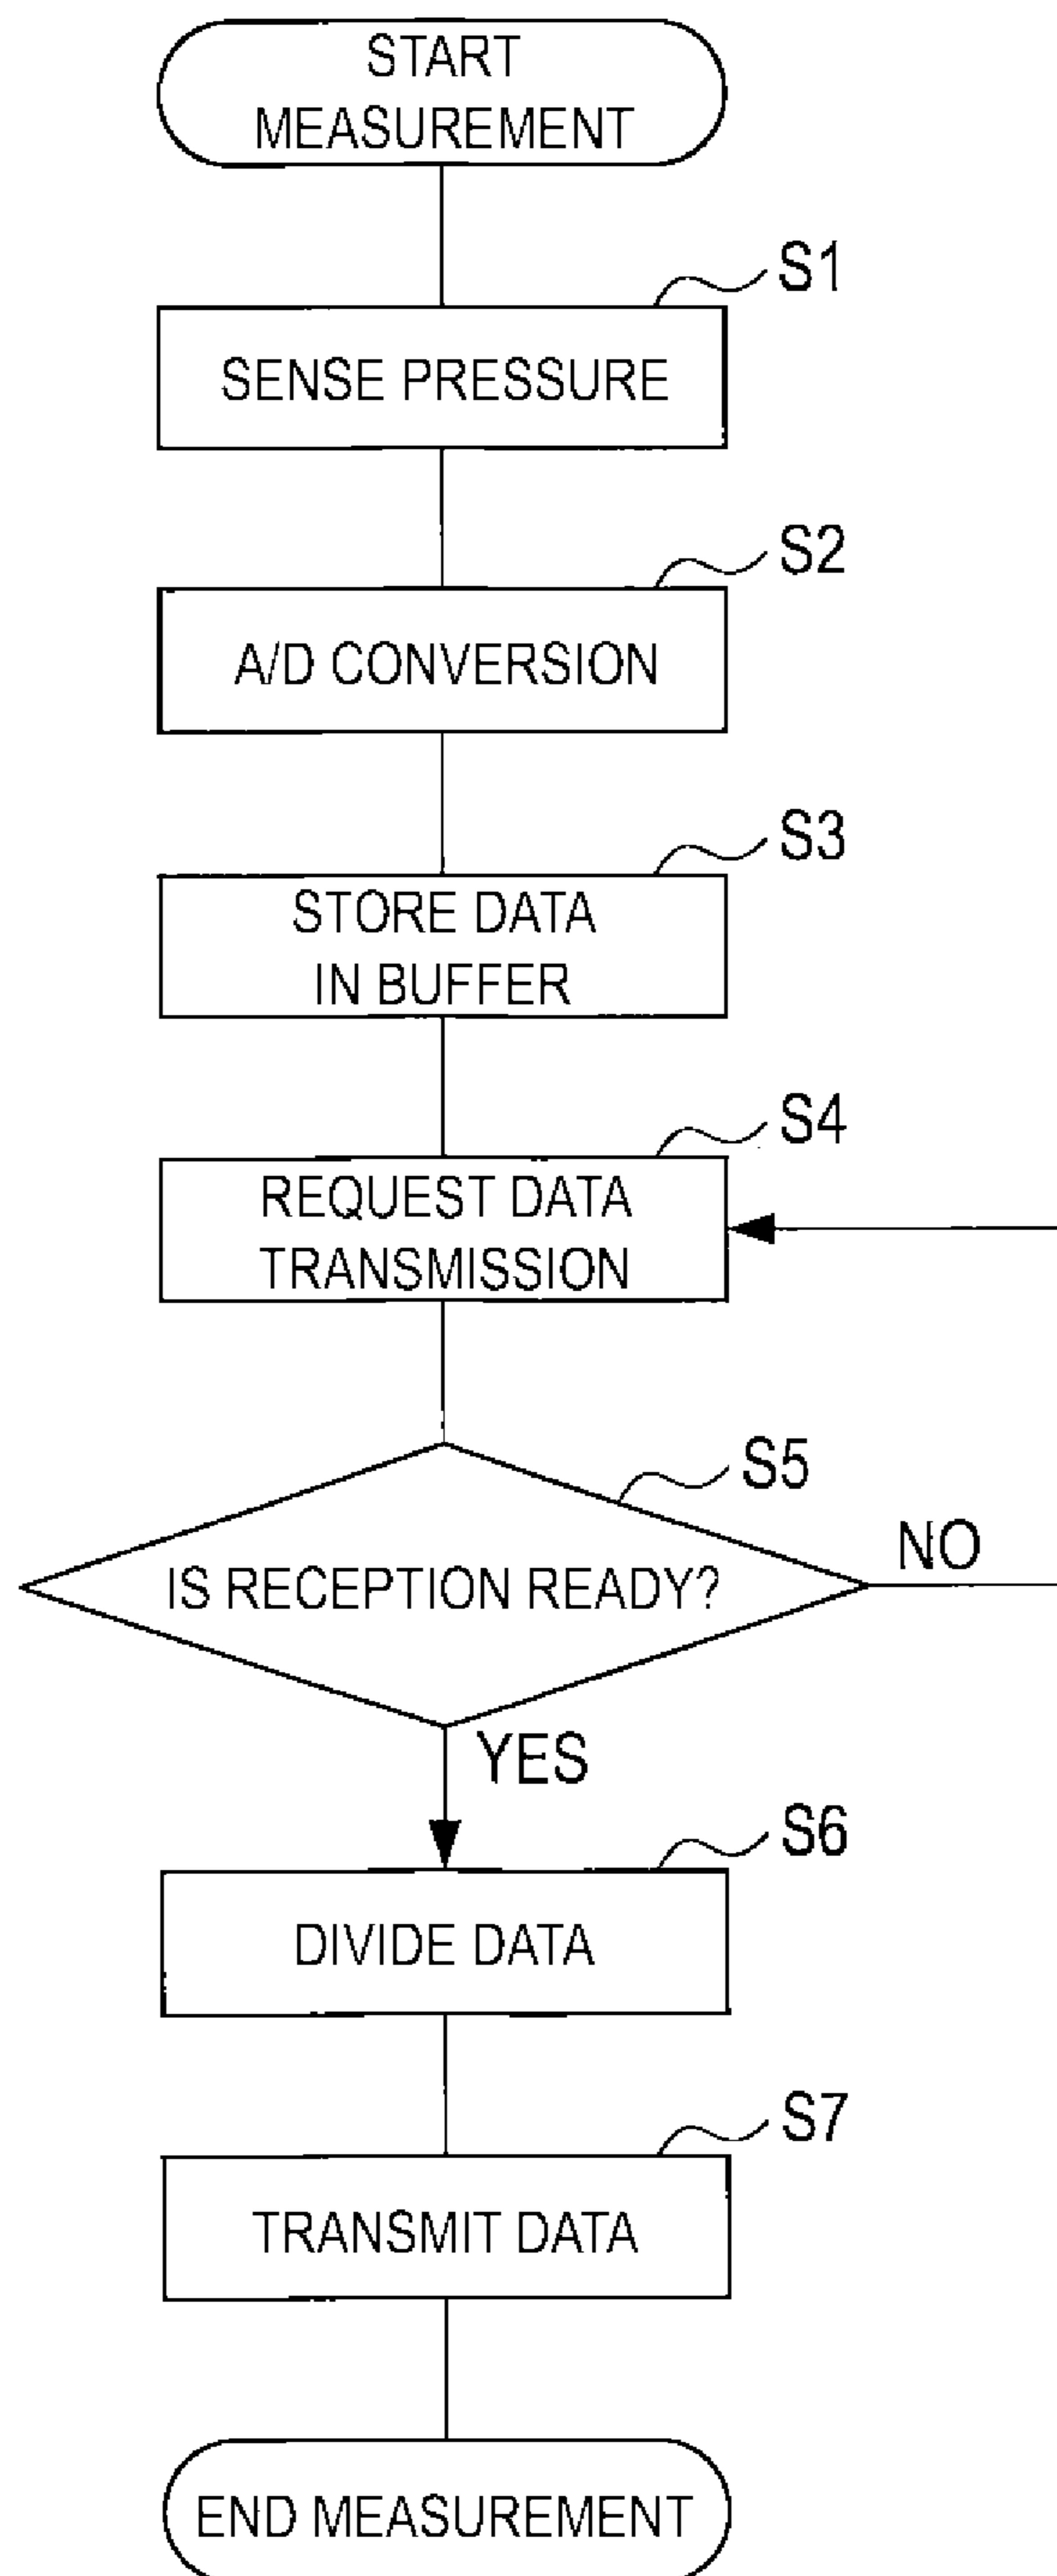 START
MEASUREMENT
S1
SENSE PRESSURE
S2
A/D CONVERSION
S3
STORE DATA
IN BUFFER
S4
REQUEST DATA
TRANSMISSION
S5
IS RECEPTION READY?
NO
YES
S6
DIVIDE DATA
S7
TRANSMIT DATA
END MEASUREMENT